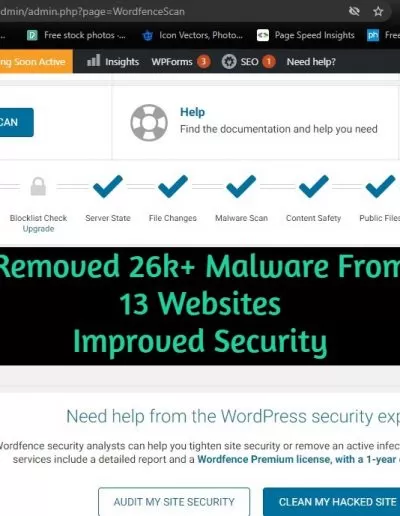 dmin/admin.php?page=WordfenceScan
... Free stock photos -... Icon Vectors, Photo... Page Speed Insights Free
ng Soon Active Insights WPForms 3 SEO 1 Need help?
CAN
Help
Find the documentation and help you need
Blocklist Check Server State File Changes Malware Scan Content Safety Public Files
Upgrade
Removed 26k+ Malware From
13 Websites
Improved Security
Need help from the WordPress security exp
Wordfence security analysts can help you tighten site security or remove an active infec
services include a detailed report and a Wordfence Premium license, with a 1-year
AUDIT MY SITE SECURITY CLEAN MY HACKED SITE